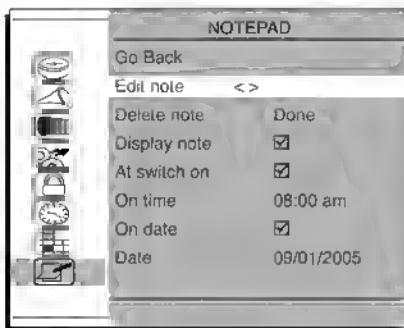 NOTEPAD
Go Back
Edit note <>
Delete note Done
Display note ☑
At switch on ☑
On time 08:00 am
On date ☑
Date 09/01/2005